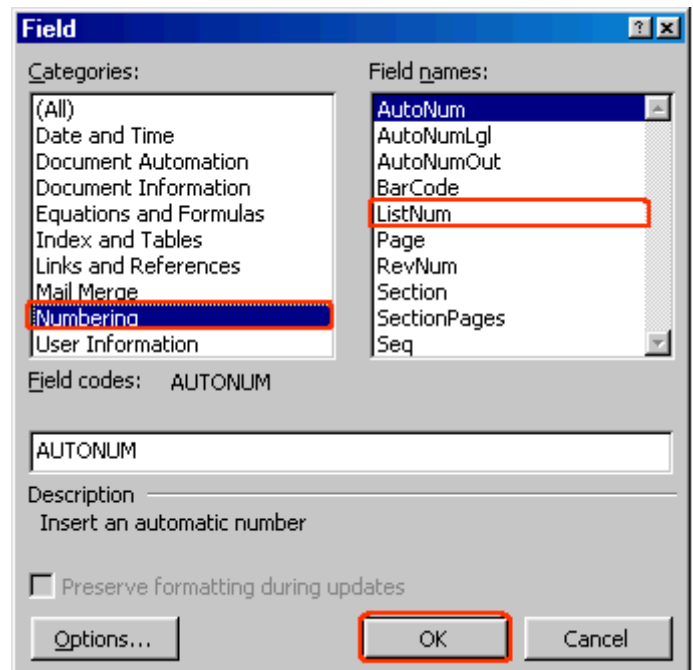 Field
Categories:
Field names:
(All)
Date and Time
Document Automation
Document Information
Equations and Formulas
Index and Tables
Links and References
Mail Merge
Numbering
User Information
AutoNum
AutoNumLgl
AutoNumOut
BarCode
ListNum
Page
RevNum
Section
SectionPages
Seq
Field codes: AUTONUM
AUTONUM
Description
Insert an automatic number
Preserve formatting during updates
Options... OK Cancel